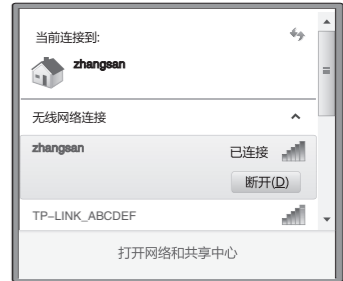 当前连接到:
zhangsan
无线网络连接
zhangsan 已连接
断开(D)
TP-LINK_ABCDEF
打开网络和共享中心